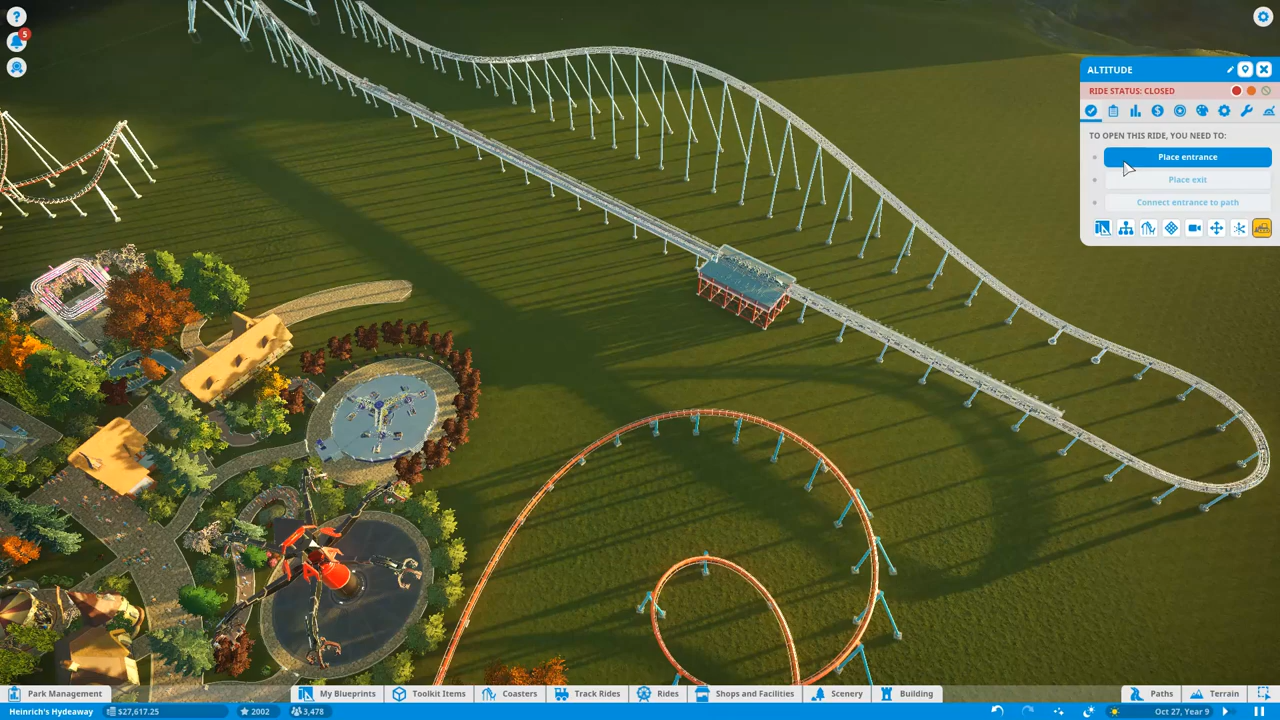 ?
5
ALTITUDE
RIDE STATUS: CLOSED
TO OPEN THIS RIDE, YOU NEED TO:
Place entrance
Place exit
Connect entrance to path
Park Management
My Blueprints
Toolkit Items
Coasters
Track Rides
Rides
Shops and Facilities
Scenery
Building
Paths
Terrain
Heinrich's Hydeaway
$27,617.25
2002
3,478
Oct 27, Year 9